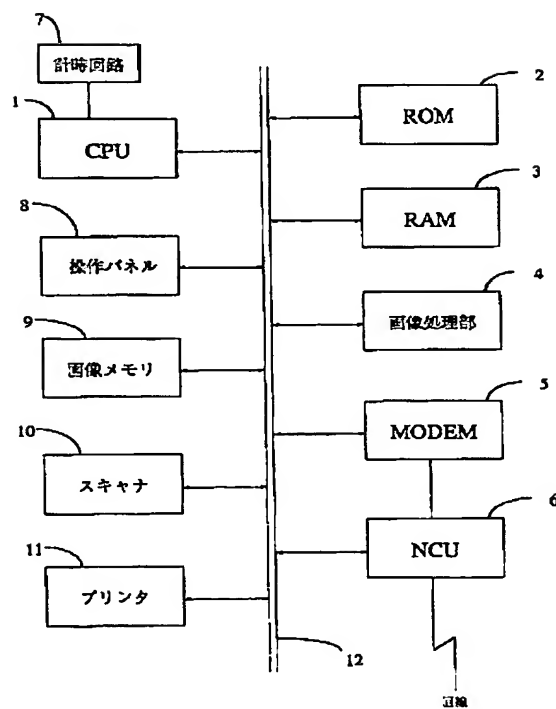 7
計時回路
1
CPU
8
操作パネル
9
画像メモリ
10
スキャナ
11
プリンタ
2
ROM
3
RAM
4
画像処理部
5
MODEM
6
NCU
12
回線